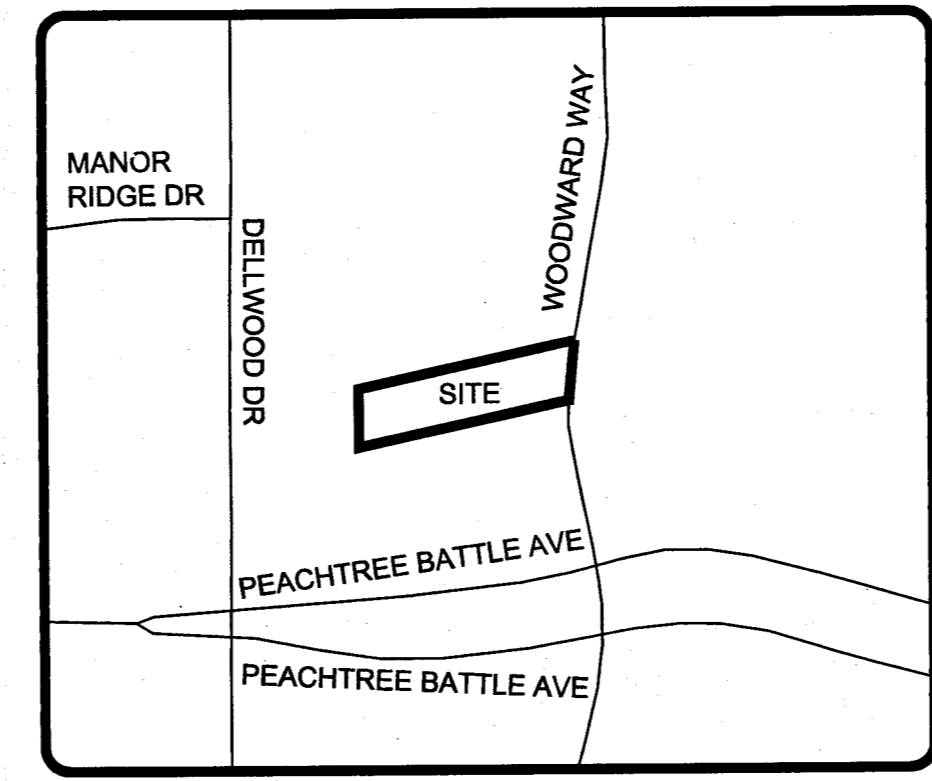 MANOR
RIDGE DR
DELLWOOD DR
WOODWARD WAY
SITE
PEACHTREE BATTLE AVE
PEACHTREE BATTLE AVE